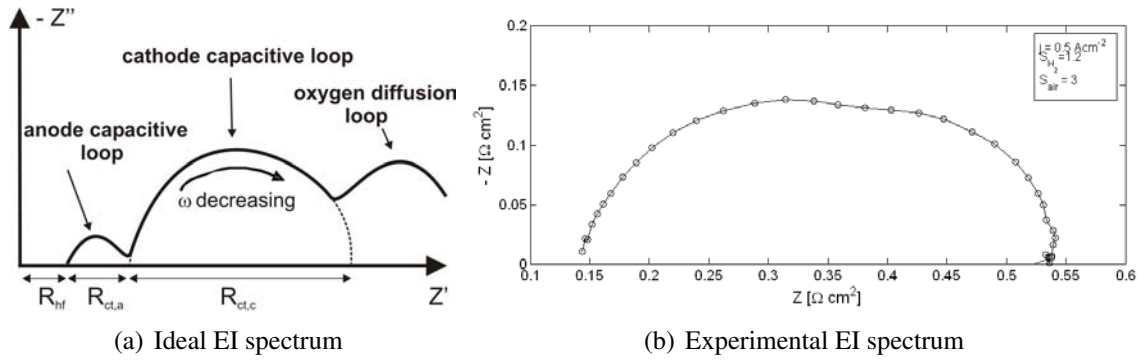 - Z''
cathode capacitive loop
oxygen diffusion
loop
anode capacitive
loop
ω decreasing
R_hf
R_ct,a
R_ct,c
Z'
(a) Ideal EI spectrum
0.2
0.15
0.1
0.05
0
- Z [Ω cm²]
j = 0.5 Acm⁻²
S_H₂ = 1.2
S_air = 3
0.1 0.15 0.2 0.25 0.3 0.35 0.4 0.45 0.5 0.55 0.6
Z [Ω cm²]
(b) Experimental EI spectrum